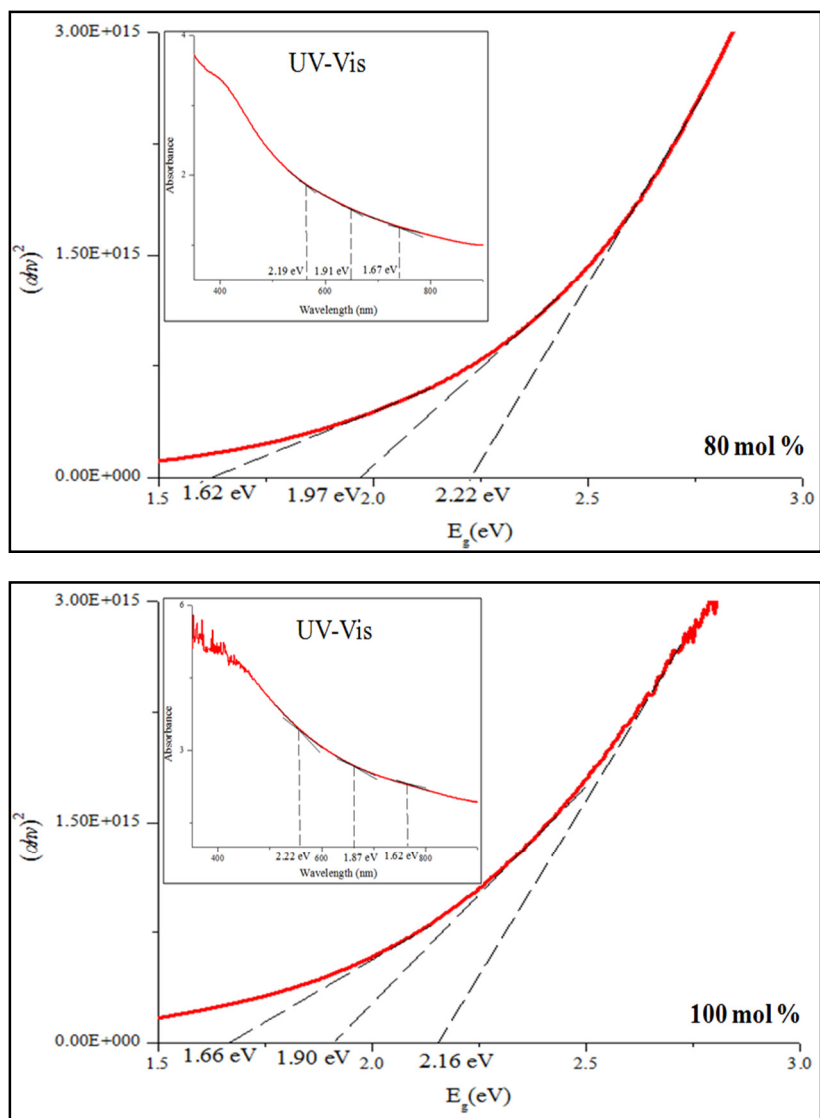 3.00E+015
1.50E+015
0.00E+000
(αhν)²
4
2
UV-Vis
Absorbance
2.19 eV 1.91 eV 1.67 eV
400 600 800
Wavelength (nm)
80 mol %
1.5 2.0 2.5 3.0
1.62 eV 1.97 eV 2.22 eV
E_g(eV)
3.00E+015
1.50E+015
0.00E+000
(αhν)²
6
3
UV-Vis
Absorbance
2.22 eV 1.87 eV 1.62 eV
400 600 800
Wavelength (nm)
100 mol %
1.5 2.0 2.5 3.0
1.66 eV 1.90 eV 2.16 eV
E_g(eV)